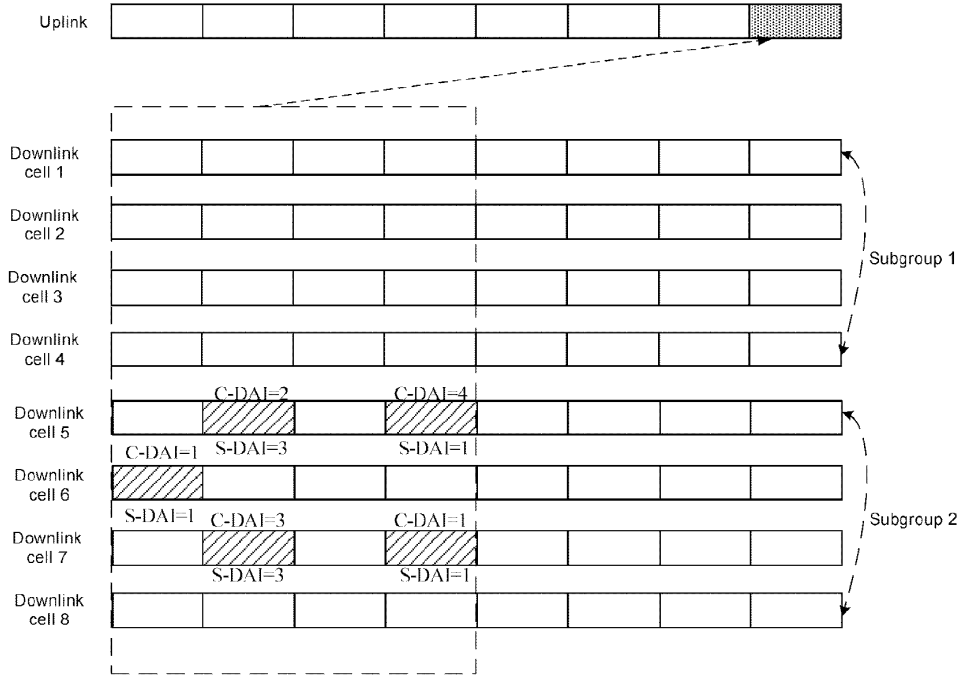 Uplink
Downlink
cell 1
Downlink
cell 2
Subgroup 1
Downlink
cell 3
Downlink
cell 4
C-DAI=2
C-DAI=4
Downlink
cell 5
S-DAI=3
S-DAI=1
C-DAI=1
Downlink
cell 6
S-DAI=1
C-DAI=3
C-DAI=1
Subgroup 2
Downlink
cell 7
S-DAI=3
S-DAI=1
Downlink
cell 8